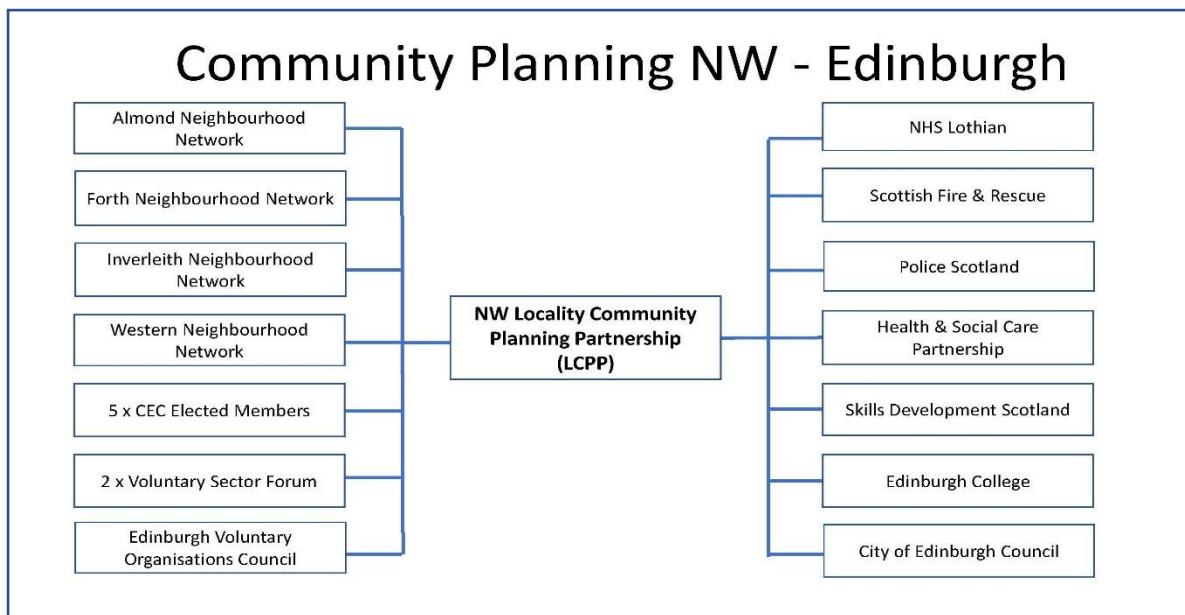 Community Planning NW - Edinburgh
Almond Neighbourhood
Network
Forth Neighbourhood Network
Inverleith Neighbourhood
Network
Western Neighbourhood
Network
5 x CEC Elected Members
2 x Voluntary Sector Forum
Edinburgh Voluntary
Organisations Council
NW Locality Community
Planning Partnership
(LCPP)
NHS Lothian
Scottish Fire & Rescue
Police Scotland
Health & Social Care
Partnership
Skills Development Scotland
Edinburgh College
City of Edinburgh Council